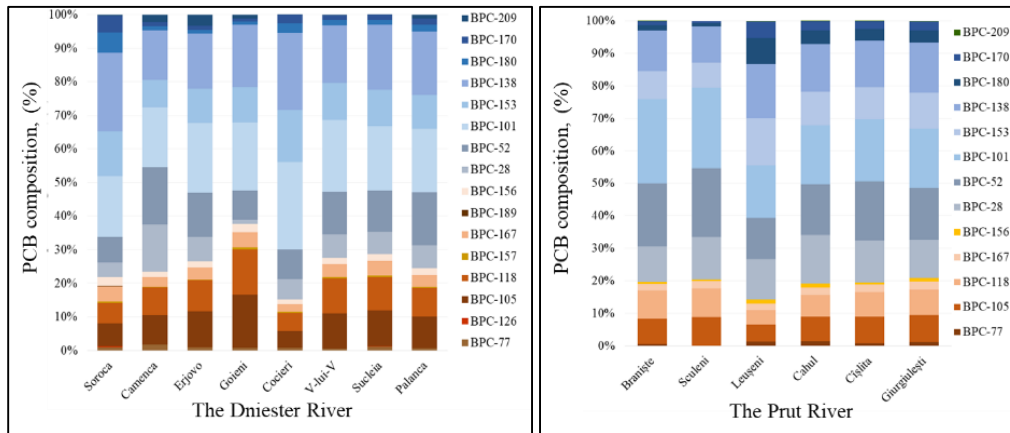 PCB composition, (%)
100%
90%
80%
70%
60%
50%
40%
30%
20%
10%
0%
Soroca
Camenca
Erjovo
Goieni
Cocieri
V-lui-V
Sucleia
Palanca
The Dniester River
BPC-209
BPC-170
BPC-180
BPC-138
BPC-153
BPC-101
BPC-52
BPC-28
BPC-156
BPC-189
BPC-167
BPC-157
BPC-118
BPC-105
BPC-126
BPC-77
PCB composition, (%)
100%
90%
80%
70%
60%
50%
40%
30%
20%
10%
0%
Braniște
Sculeni
Leușeni
Cahul
Cîșlita
Giurgiulești
The Prut River
BPC-209
BPC-170
BPC-180
BPC-138
BPC-153
BPC-101
BPC-52
BPC-28
BPC-156
BPC-167
BPC-118
BPC-105
BPC-77